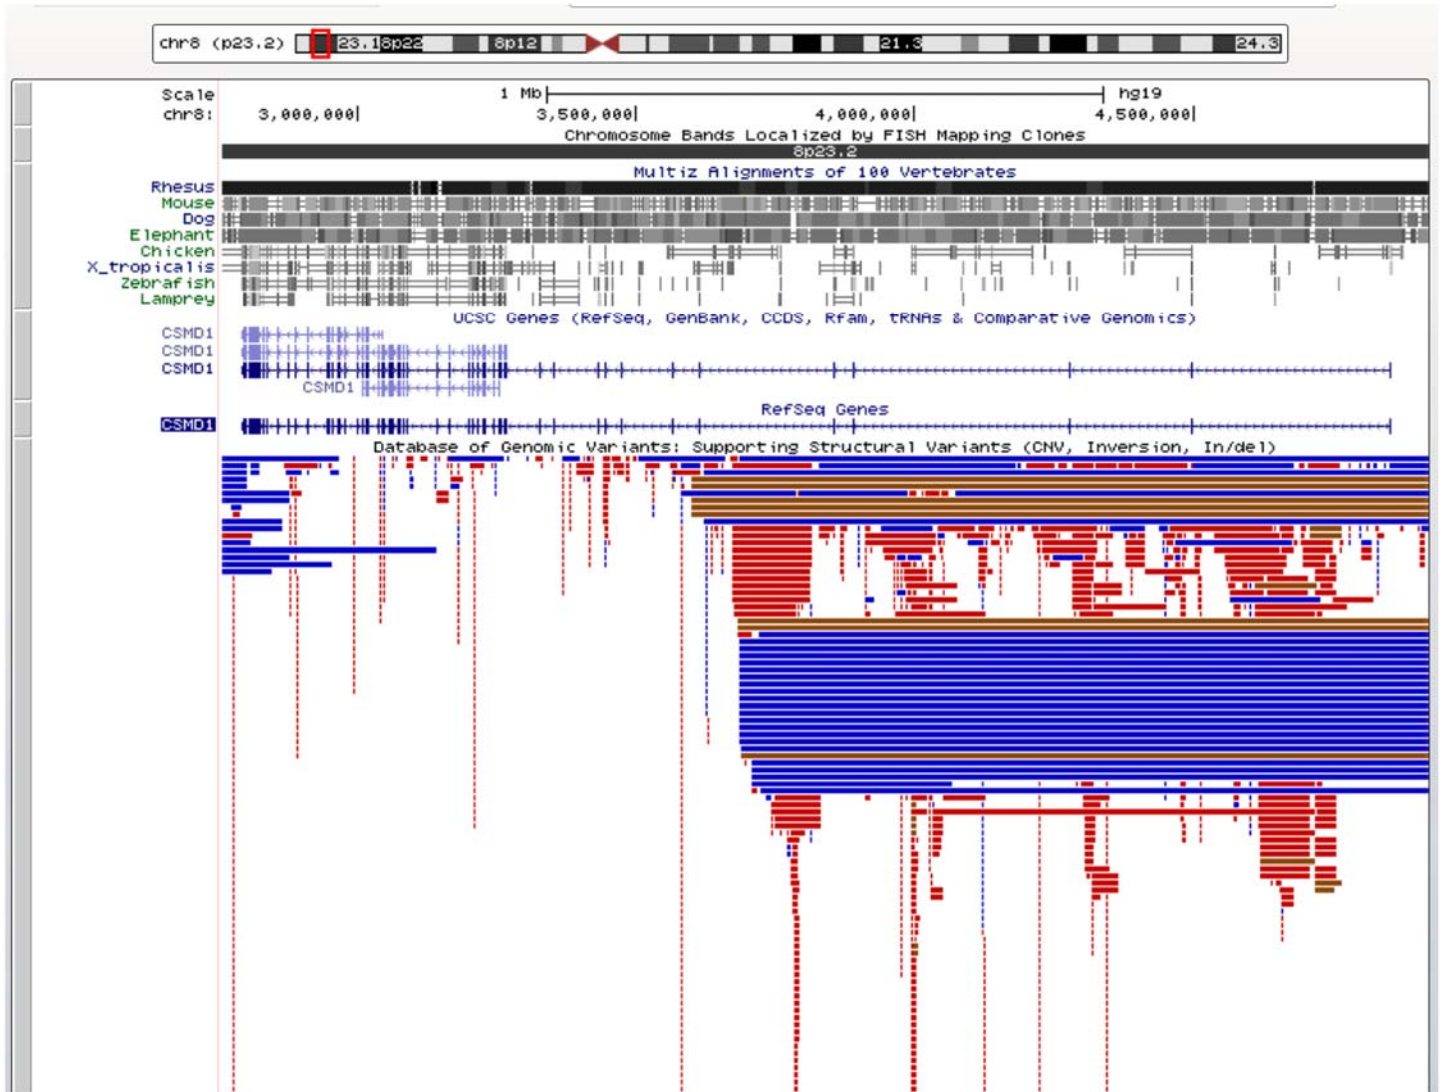 chr8 (p23.2) 23.1 8p22 8p12 21.3 24.3
Scale 1 Mb hg19
chr8: 3,000,000| 3,500,000| 4,000,000| 4,500,000|
Chromosome Bands Localized by FISH Mapping Clones
8p23.2
Multiz Alignments of 100 Vertebrates
Rhesus
Mouse
Dog
Elephant
Chicken
X_tropicalis
Zebrafish
Lamprey
UCSC Genes (RefSeq, GenBank, CCDS, Rfam, tRNAs & Comparative Genomics)
CSMD1
CSMD1
CSMD1
CSMD1
RefSeq Genes
CSMD1
Database of Genomic Variants: Supporting Structural Variants (CNV, Inversion, In/del)